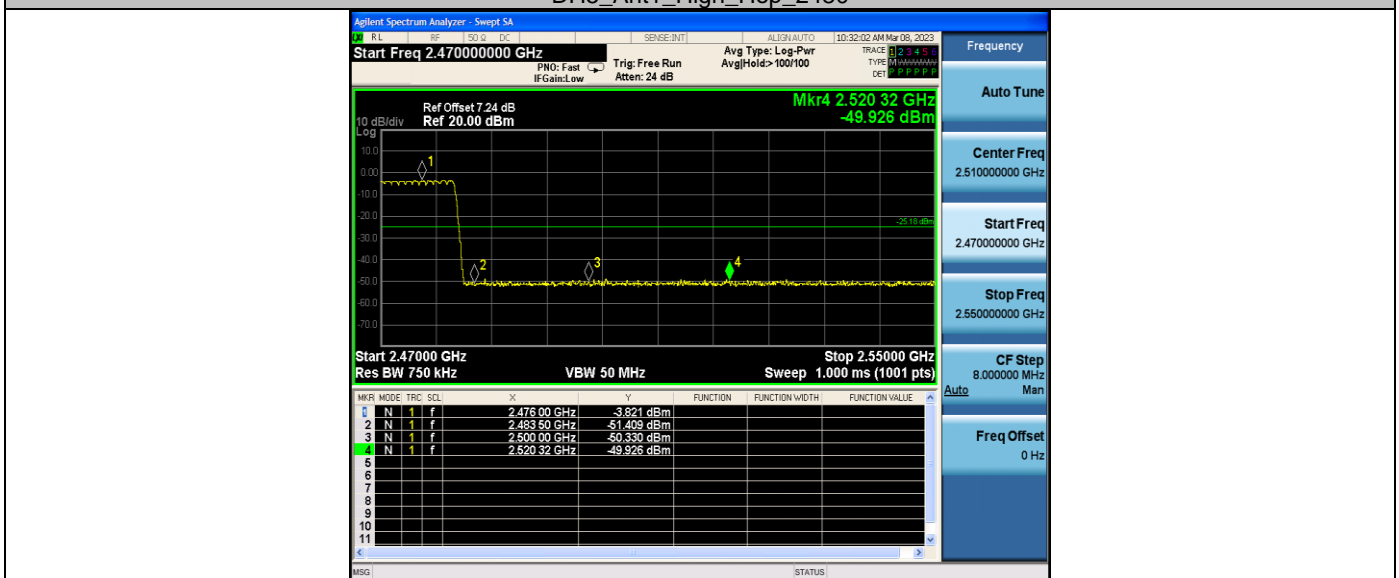 Agilent Spectrum Analyzer - Swept SA
RL RF 50 Ω DC SENSE:INT ALIGN AUTO 10:32:02 AM Mar 08, 2023
Start Freq 2.470000000 GHz
PNO: Fast
IFGain:Low
Trig: Free Run
Atten: 24 dB
Avg Type: Log-Pwr
Avg|Hold:>100/100
TRACE 1 2 3 4 5 6
TYPE M
DET P P P P P P
Ref Offset 7.24 dB
10 dB/div Ref 20.00 dBm
Log
Mkr4 2.520 32 GHz
-49.926 dBm
10.0
0.00
-10.0
-20.0
-30.0
-40.0
-50.0
-60.0
-70.0
1
2
3
4
-25.18 dBm
Start 2.47000 GHz Stop 2.55000 GHz
Res BW 750 kHz VBW 50 MHz Sweep 1.000 ms (1001 pts)
MKR MODE TRC SCL X Y FUNCTION FUNCTION WIDTH FUNCTION VALUE
1 N 1 f 2.476 00 GHz -3.821 dBm
2 N 1 f 2.483 50 GHz -51.409 dBm
3 N 1 f 2.500 00 GHz -50.330 dBm
4 N 1 f 2.520 32 GHz -49.926 dBm
5
6
7
8
9
10
11
MSG STATUS
Frequency
Auto Tune
Center Freq
2.510000000 GHz
Start Freq
2.470000000 GHz
Stop Freq
2.550000000 GHz
CF Step
8.000000 MHz
Auto Man
Freq Offset
0 Hz